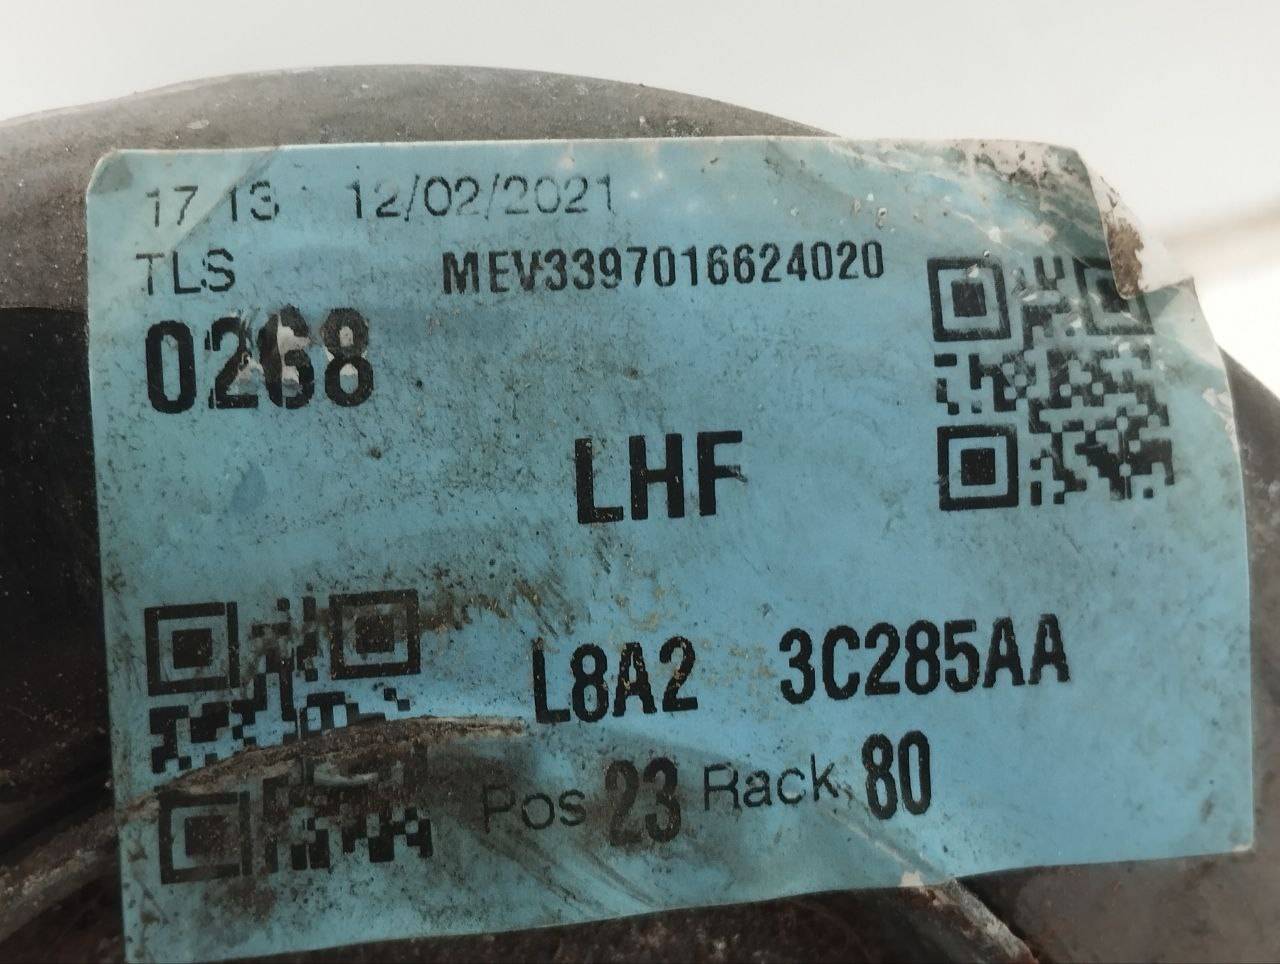 17 13 12/02/2021
TLS MEV3397016624020
0268
LHF
L8A2 3C285AA
Pos 23 Rack 80